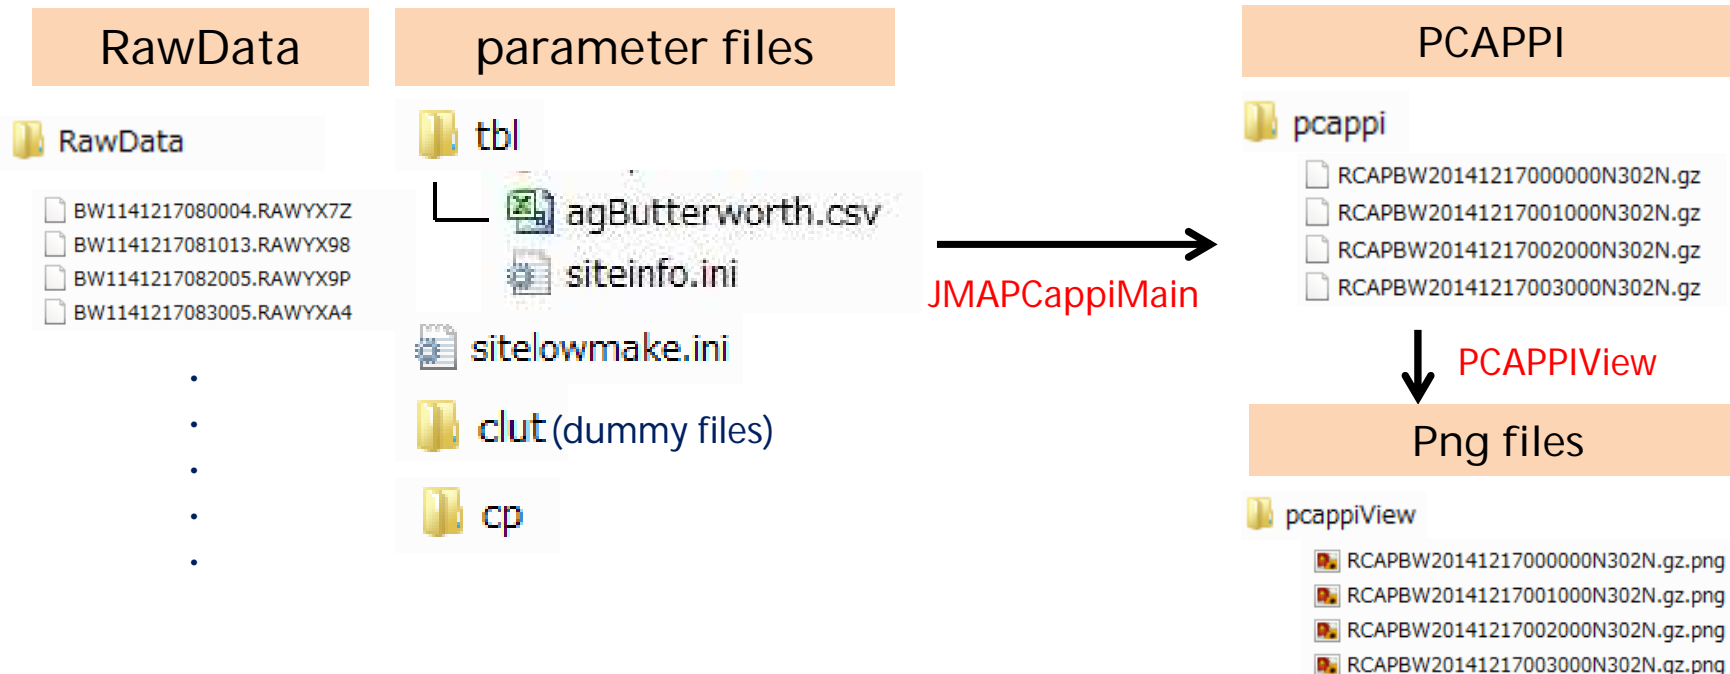 RawData
RawData
BW1141217080004.RAWYX7Z
BW1141217081013.RAWYX98
BW1141217082005.RAWYX9P
BW1141217083005.RAWYXA4
parameter files
tbl
agButterworth.csv
siteinfo.ini
sitelowmake.ini
clut (dummy files)
cp
JMAPCappiMain
PCAPPI
pcappi
RCAPBW20141217000000N302N.gz
RCAPBW20141217001000N302N.gz
RCAPBW20141217002000N302N.gz
RCAPBW20141217003000N302N.gz
PCAPPIView
Png files
pcappiView
RCAPBW20141217000000N302N.gz.png
RCAPBW20141217001000N302N.gz.png
RCAPBW20141217002000N302N.gz.png
RCAPBW20141217003000N302N.gz.png